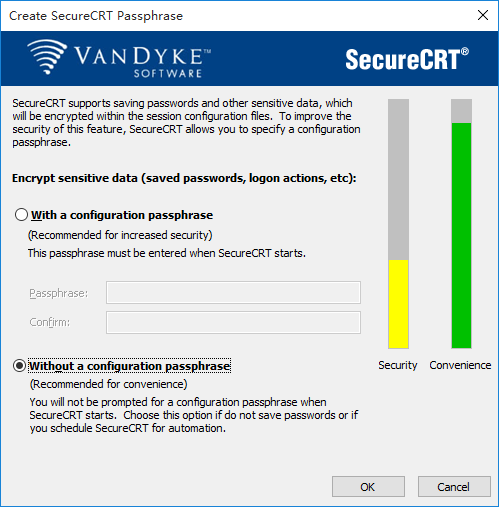 Create SecureCRT Passphrase
VANDYKE™
SOFTWARE
SecureCRT®
SecureCRT supports saving passwords and other sensitive data, which
will be encrypted within the session configuration files.  To improve the
security of this feature, SecureCRT allows you to specify a configuration
passphrase.
Encrypt sensitive data (saved passwords, logon actions, etc):
With a configuration passphrase
(Recommended for increased security)
This passphrase must be entered when SecureCRT starts.
Passphrase:
Confirm:
Without a configuration passphrase
(Recommended for convenience)
You will not be prompted for a configuration passphrase when
SecureCRT starts.  Choose this option if do not save passwords or if
you schedule SecureCRT for automation.
Security
Convenience
OK
Cancel